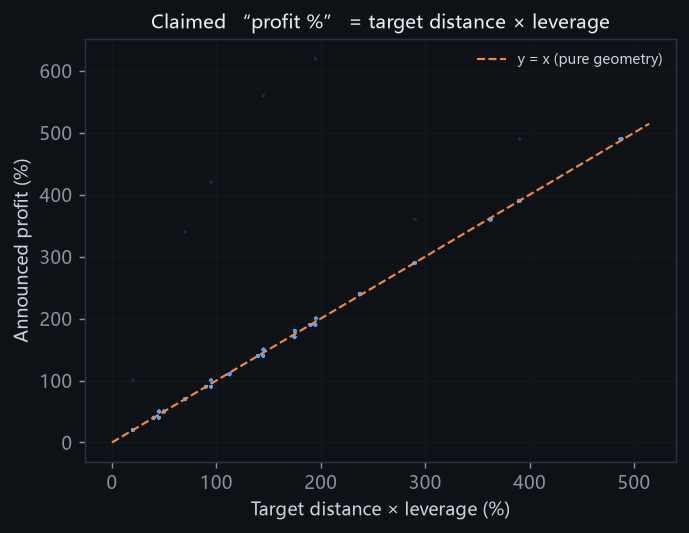 Claimed “profit %” = target distance × leverage
y = x (pure geometry)
Announced profit (%)
600
500
400
300
200
100
0
0 100 200 300 400 500
Target distance × leverage (%)